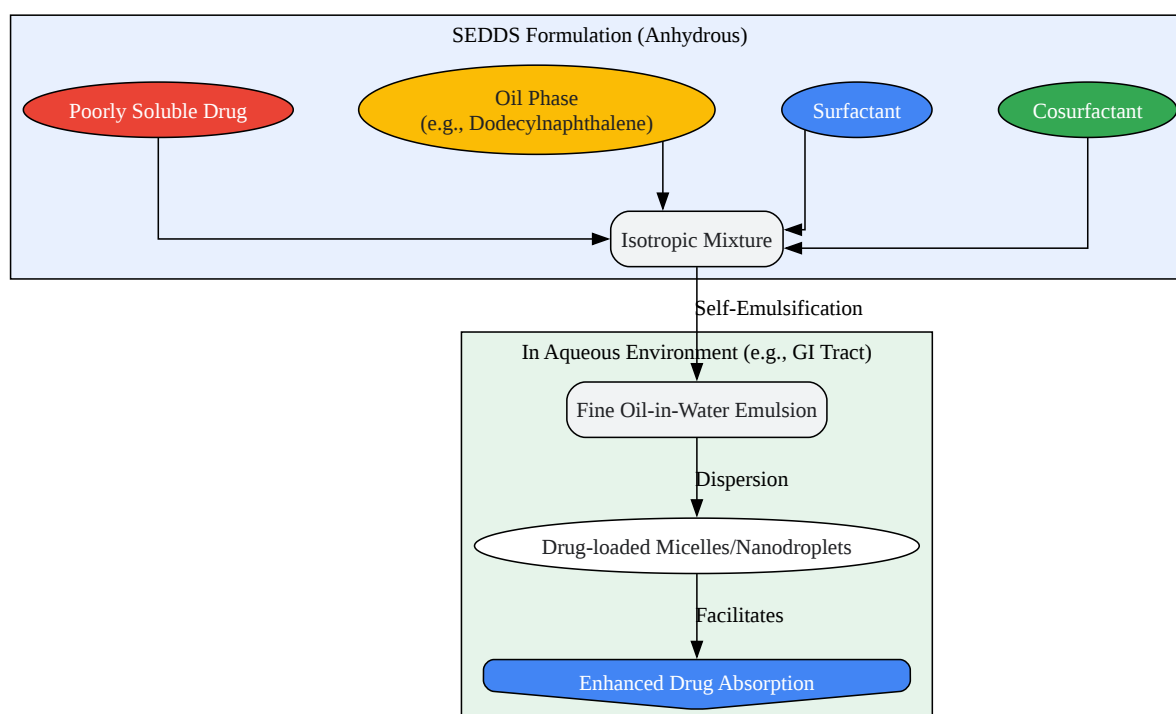 SEDDS Formulation (Anhydrous)
Poorly Soluble Drug
Oil Phase
(e.g., Dodecylnaphthalene)
Surfactant
Cosurfactant
Isotropic Mixture
Self-Emulsification
In Aqueous Environment (e.g., GI Tract)
Fine Oil-in-Water Emulsion
Dispersion
Drug-loaded Micelles/Nanodroplets
Facilitates
Enhanced Drug Absorption